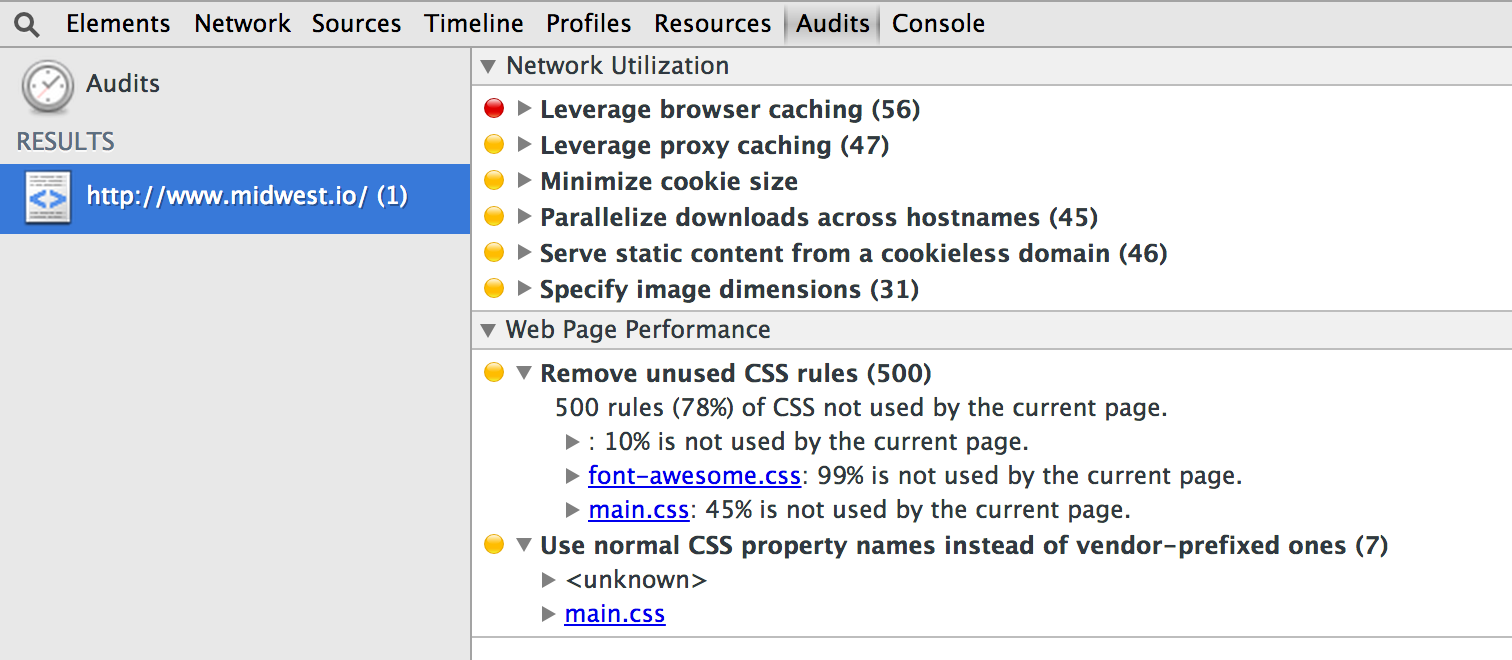 Elements Network Sources Timeline Profiles Resources Audits Console
Audits
RESULTS
http://www.midwest.io/ (1)
Network Utilization
Leverage browser caching (56)
Leverage proxy caching (47)
Minimize cookie size
Parallelize downloads across hostnames (45)
Serve static content from a cookieless domain (46)
Specify image dimensions (31)
Web Page Performance
Remove unused CSS rules (500)
500 rules (78%) of CSS not used by the current page.
: 10% is not used by the current page.
font-awesome.css: 99% is not used by the current page.
main.css: 45% is not used by the current page.
Use normal CSS property names instead of vendor-prefixed ones (7)
<unknown>
main.css